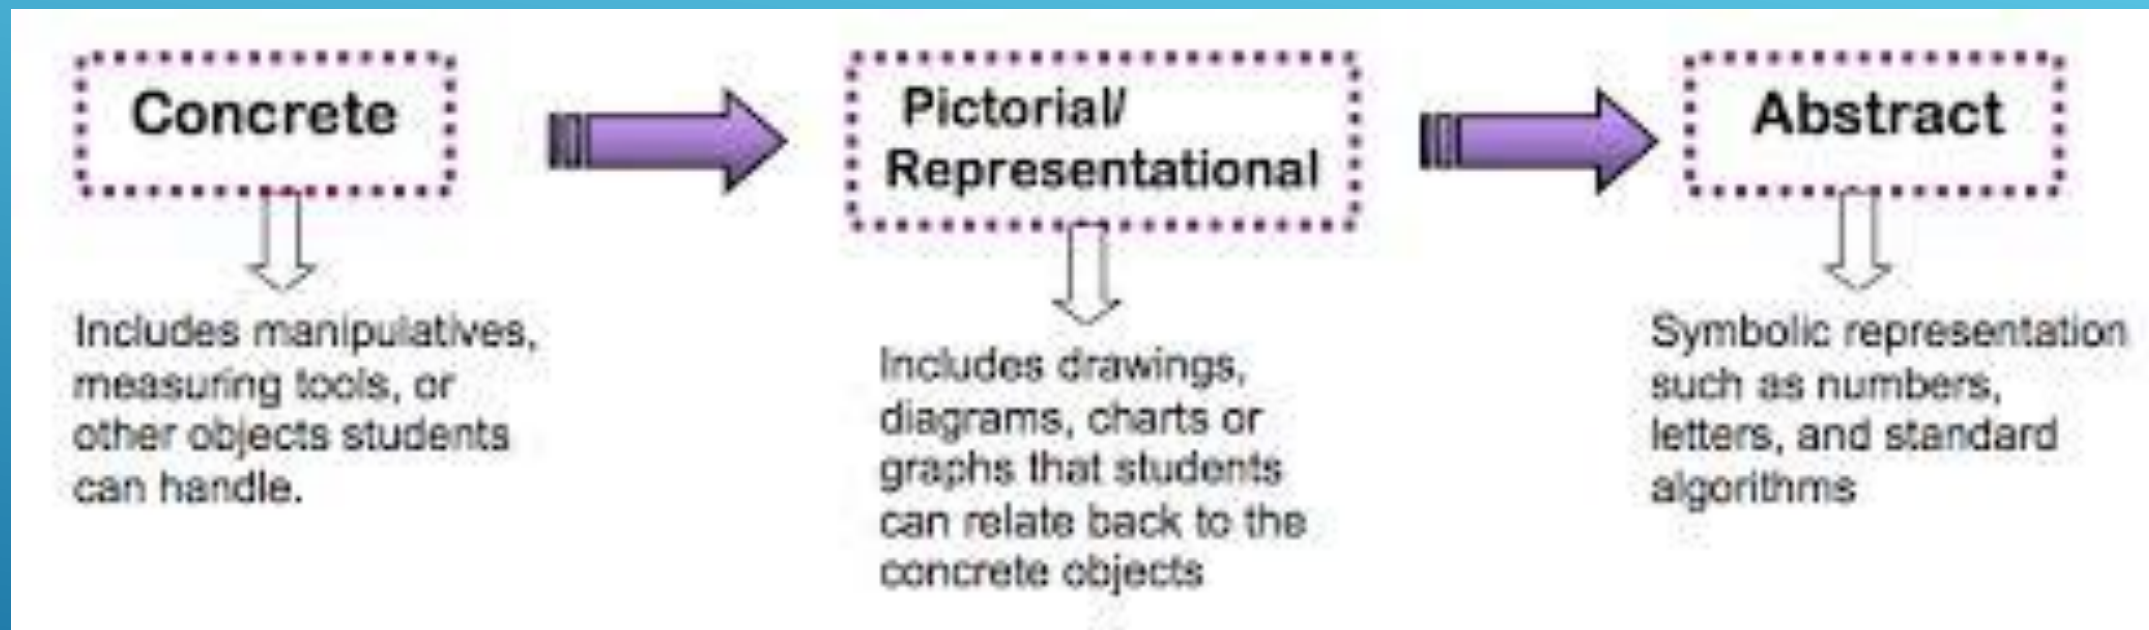 Concrete
Includes manipulatives,
measuring tools, or
other objects students
can handle.
Pictorial/
Representational
Includes drawings,
diagrams, charts or
graphs that students
can relate back to the
concrete objects
Abstract
Symbolic representation
such as numbers,
letters, and standard
algorithms